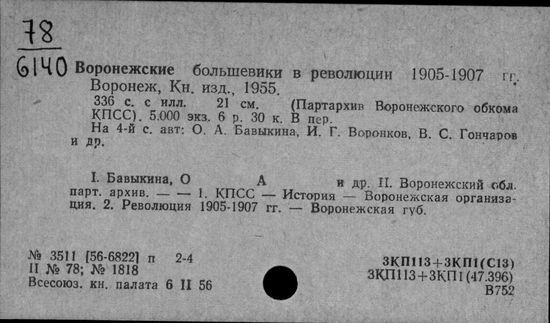 78
6140
Воронежские большевики в революции 1905-1907 гг.
Воронеж, Кн. изд., 1955.
336 с. с илл. 21 см. (Партархив Воронежского обкома
КПСС). 5.000 экз. 6 р. 30 к. В пер.
На 4-й с. авт: О. А. Бавыкина, И. Г. Воронков, В. С. Гончаров
и др.
I. Бавыкина, О А и др. II. Воронежский обл.
парт. архив. — — 1. КПСС — История — Воронежская организа-
ция. 2. Революция 1905-1907 гг. — Воронежская губ.
№ 3511 [56-6822] п 2-4
II № 78; № 1818
Всесоюз. кн. палата 6 II 56
3КП113+3КП1(С13)
3КП113+3КП1(47.396)
В752